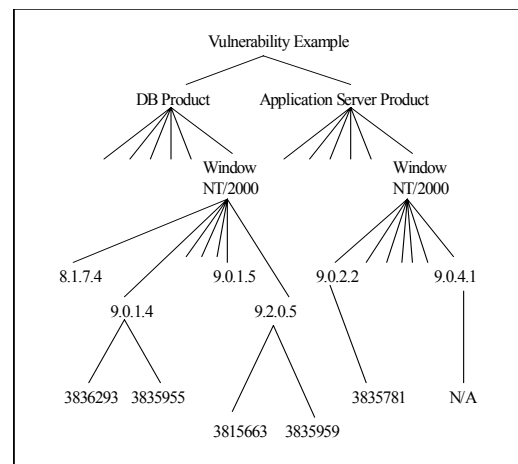 Vulnerability Example
DB Product
Application Server Product
Window
NT/2000
Window
NT/2000
8.1.7.4
9.0.1.5
9.0.2.2
9.0.4.1
9.0.1.4
9.2.0.5
3836293
3835955
3835781
N/A
3815663
3835959